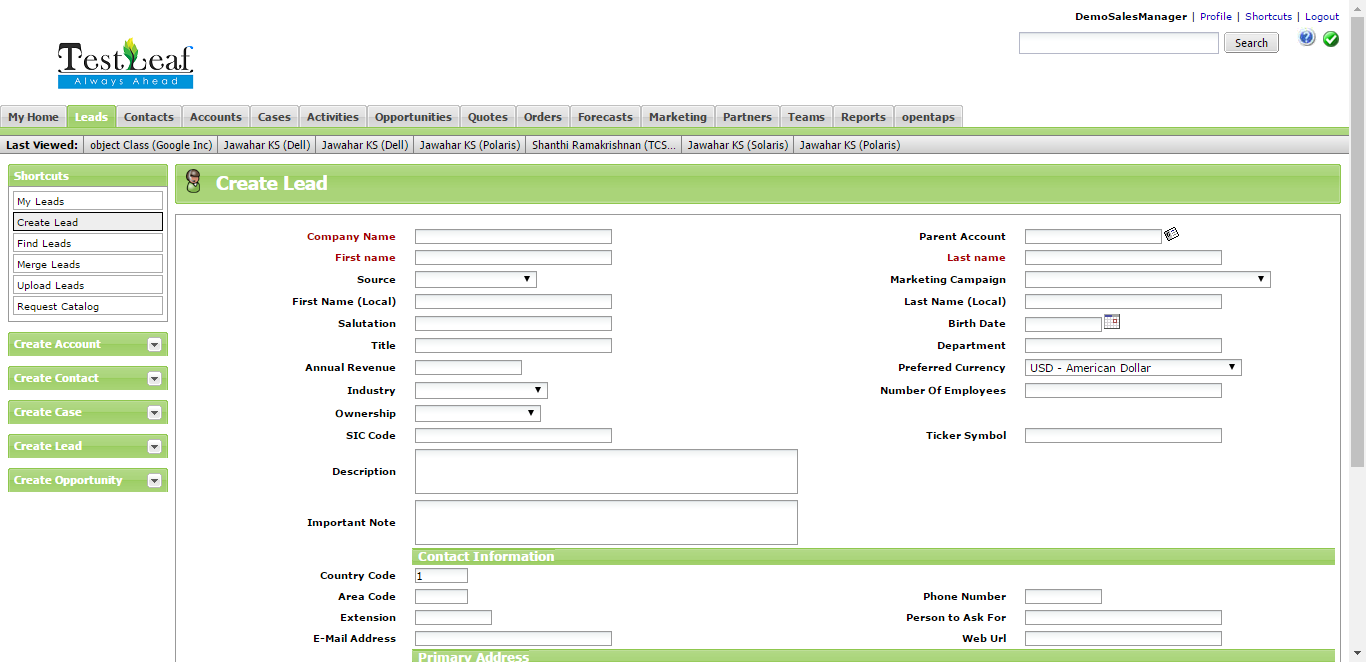 DemoSalesManager | Profile | Shortcuts | Logout
Search
TestLeaf
Always Ahead
My Home Leads Contacts Accounts Cases Activities Opportunities Quotes Orders Forecasts Marketing Partners Teams Reports opentaps
Last Viewed: object Class (Google Inc) Jawahar KS (Dell) Jawahar KS (Dell) Jawahar KS (Polaris) Shanthi Ramakrishnan (TCS... Jawahar KS (Solaris) Jawahar KS (Polaris)
Shortcuts
My Leads
Create Lead
Find Leads
Merge Leads
Upload Leads
Request Catalog
Create Account
Create Contact
Create Case
Create Lead
Create Opportunity
Create Lead
Company Name Parent Account
First name Last name
Source Marketing Campaign
First Name (Local) Last Name (Local)
Salutation Birth Date
Title Department
Annual Revenue Preferred Currency USD - American Dollar
Industry Number Of Employees
Ownership
SIC Code Ticker Symbol
Description
Important Note
Contact Information
Country Code 1
Area Code Phone Number
Extension Person to Ask For
E-Mail Address Web Url
Primary Address